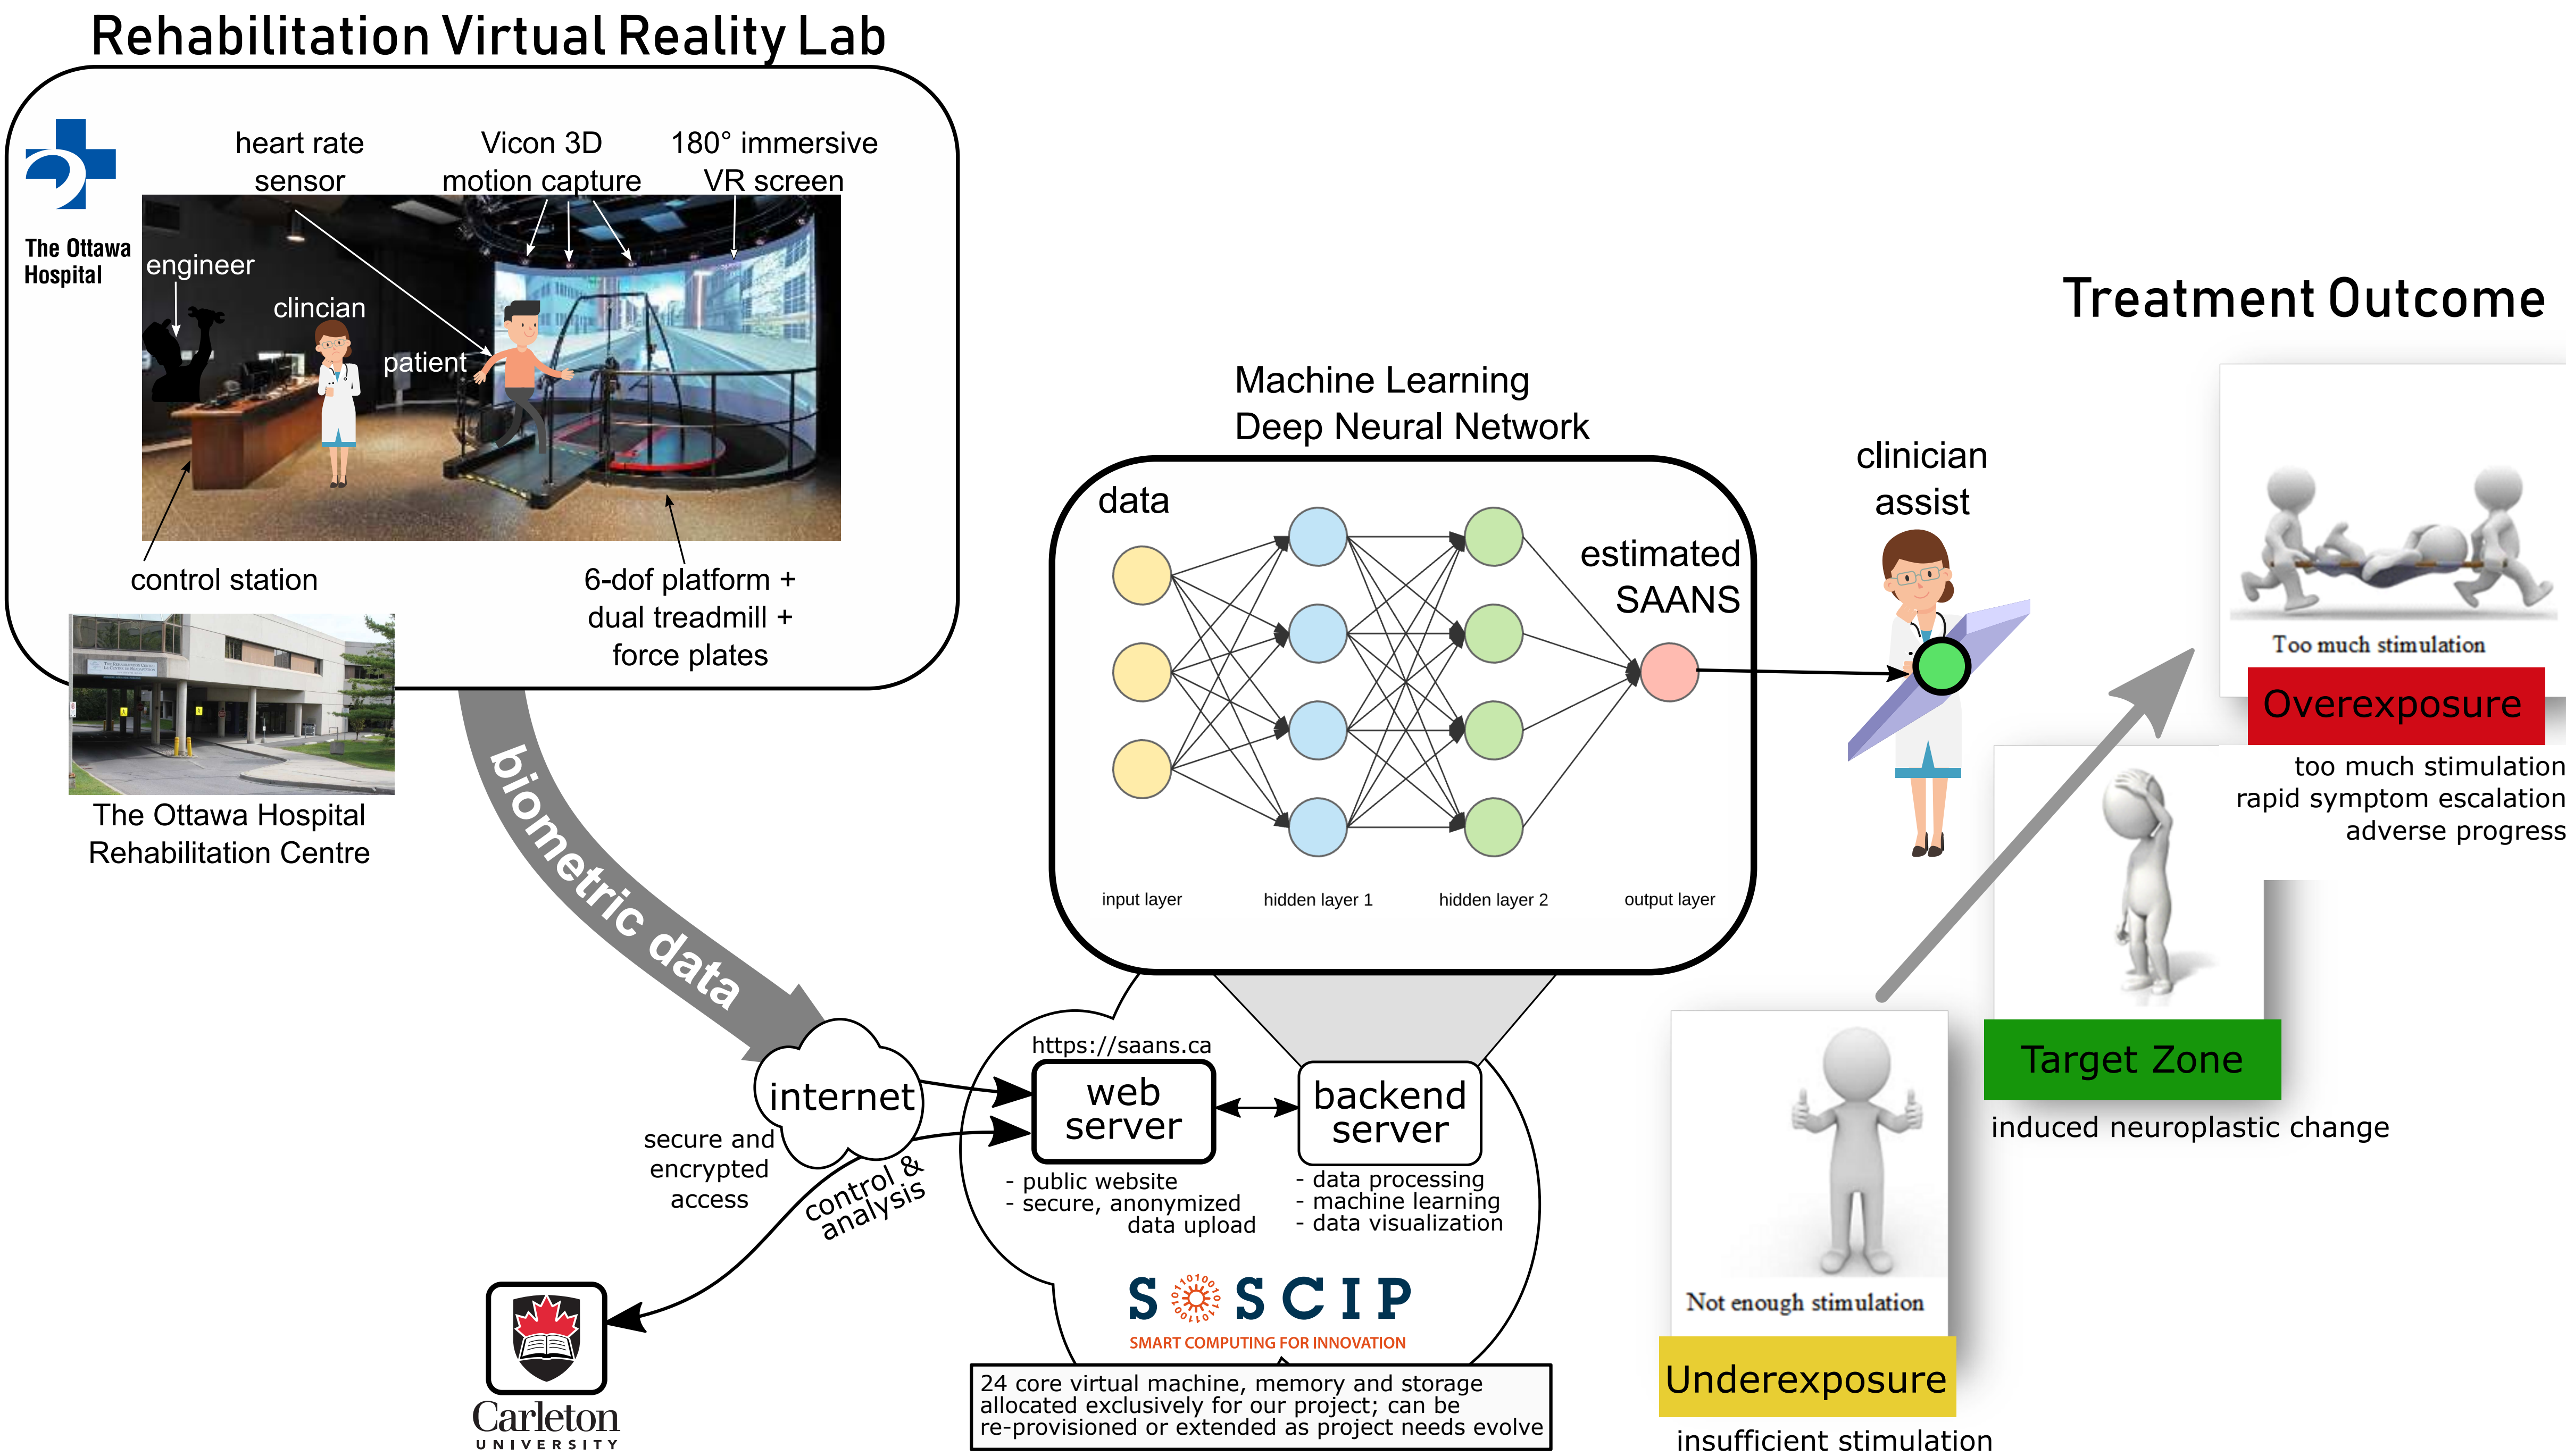 Rehabilitation Virtual Reality Lab
The Ottawa
Hospital
heart rate
sensor
Vicon 3D
motion capture
180° immersive
VR screen
engineer
clincian
patient
control station
6-dof platform +
dual treadmill +
force plates
The Ottawa Hospital
Rehabilitation Centre
biometric data
Machine Learning
Deep Neural Network
data
estimated
SAANS
input layer
hidden layer 1
hidden layer 2
output layer
clinician
assist
Treatment Outcome
Too much stimulation
Overexposure
too much stimulation
rapid symptom escalation
adverse progress
Target Zone
induced neuroplastic change
Not enough stimulation
Underexposure
insufficient stimulation
internet
secure and
encrypted
access
control &
analysis
https://saans.ca
web
server
- public website
- secure, anonymized
data upload
backend
server
- data processing
- machine learning
- data visualization
SOSCIP
SMART COMPUTING FOR INNOVATION
24 core virtual machine, memory and storage
allocated exclusively for our project; can be
re-provisioned or extended as project needs evolve
Carleton
UNIVERSITY